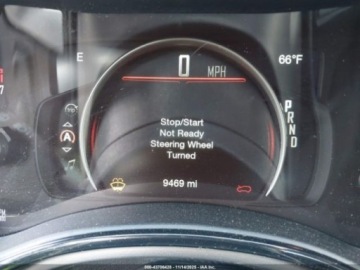 E
0 MPH
66°F
P
R
N
D
Stop/Start
Not Ready
Steering Wheel
Turned
A
9469 mi